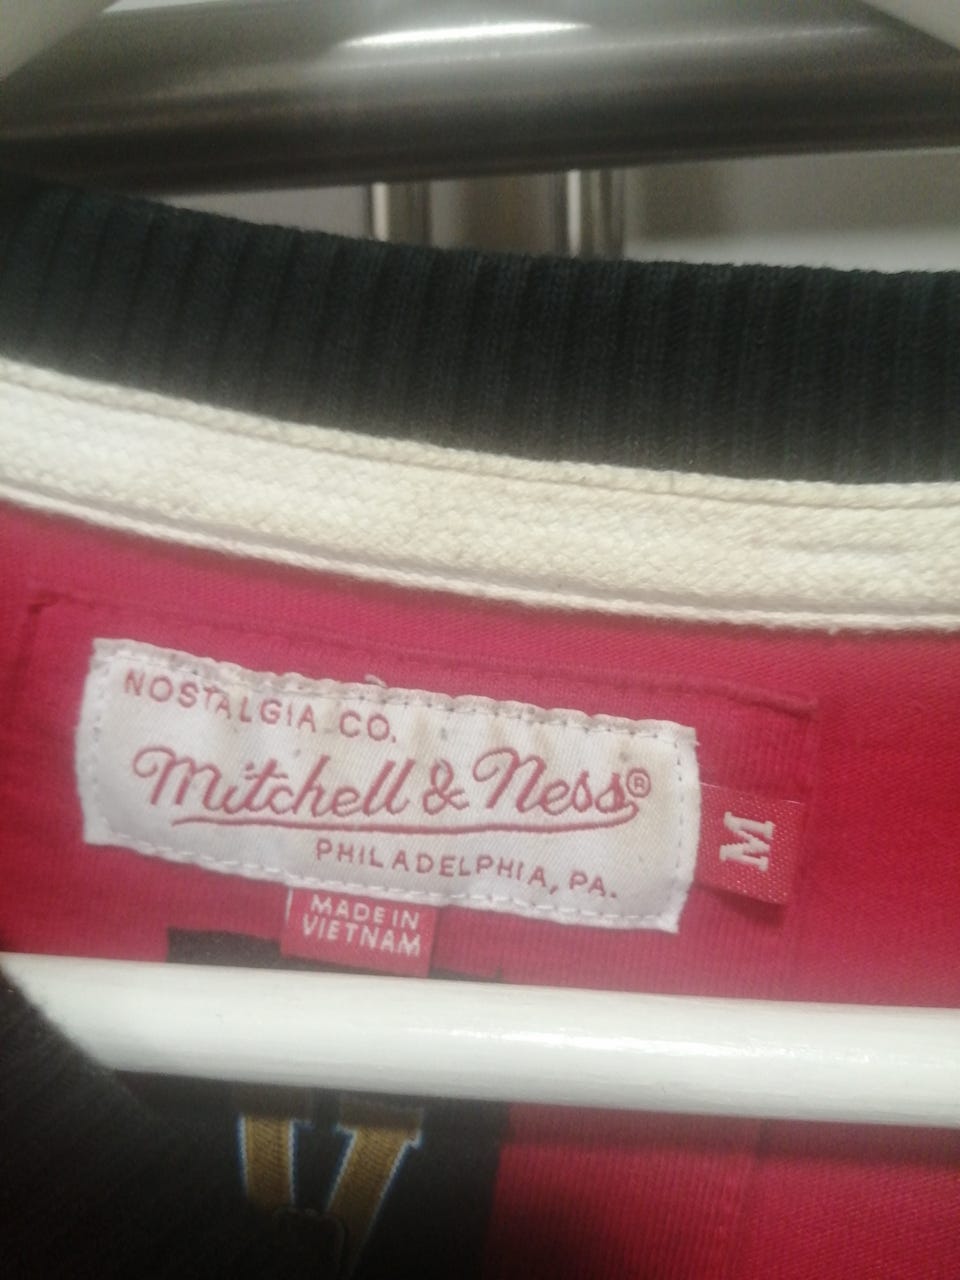 NOSTALGIA CO.
Mitchell & Ness®
PHILADELPHIA, PA.
M
MADE IN
VIETNAM